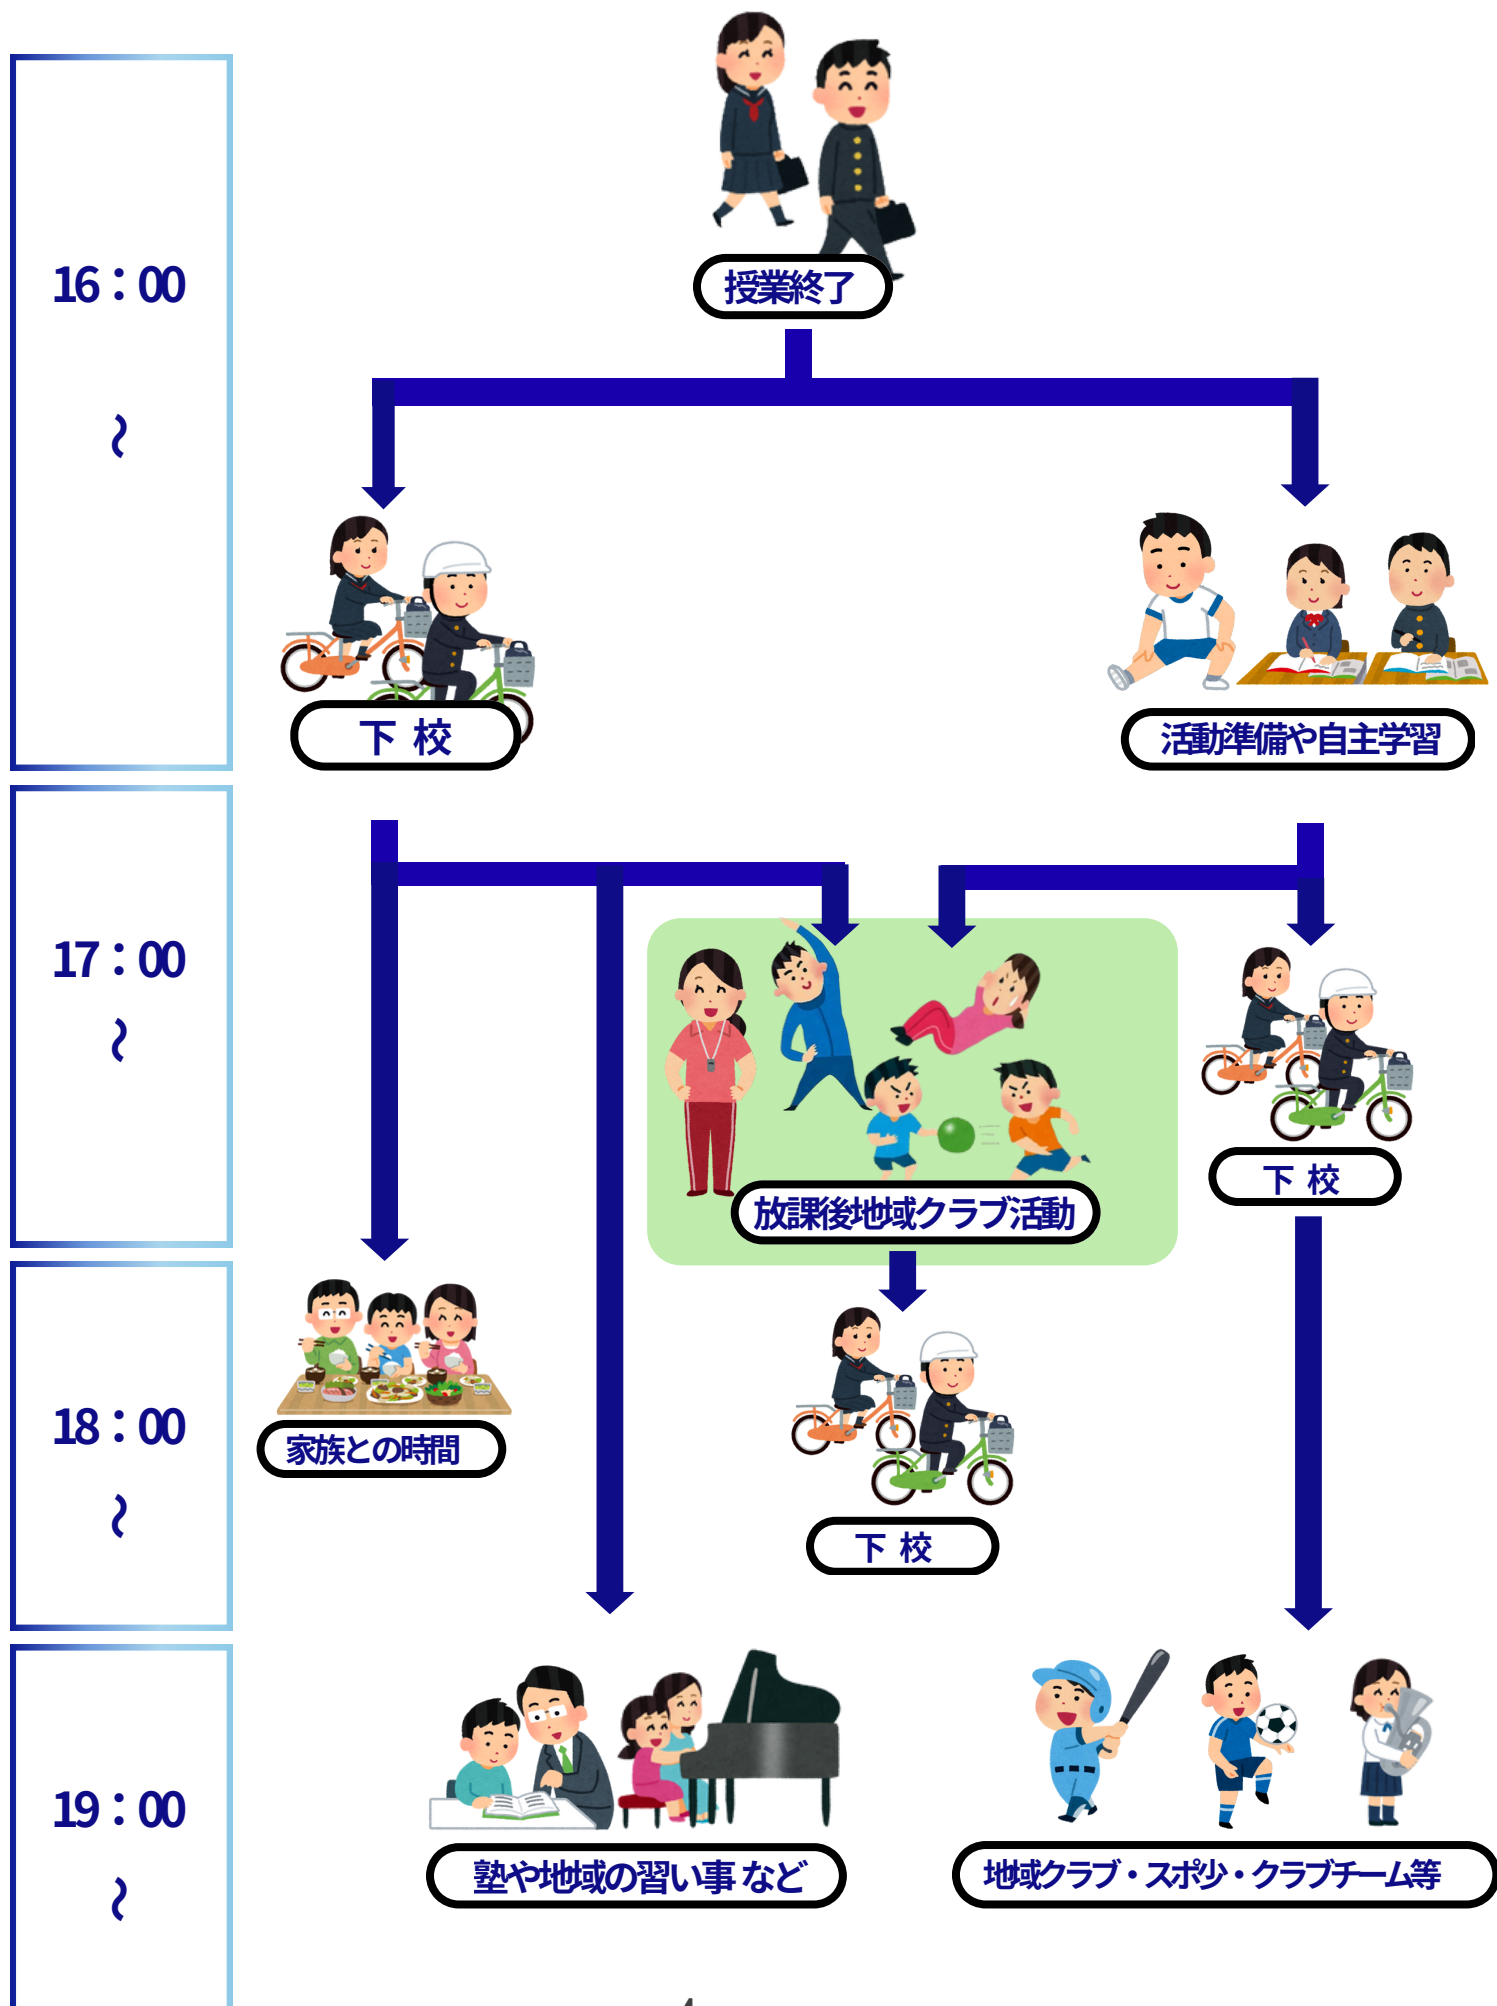 16：00
～
授業終了
下 校
活動準備や自主学習
17：00
～
放課後地域クラブ活動
下 校
18：00
～
家族との時間
下 校
19：00
～
塾や地域の習い事 など
地域クラブ・スポ少・クラブチーム等